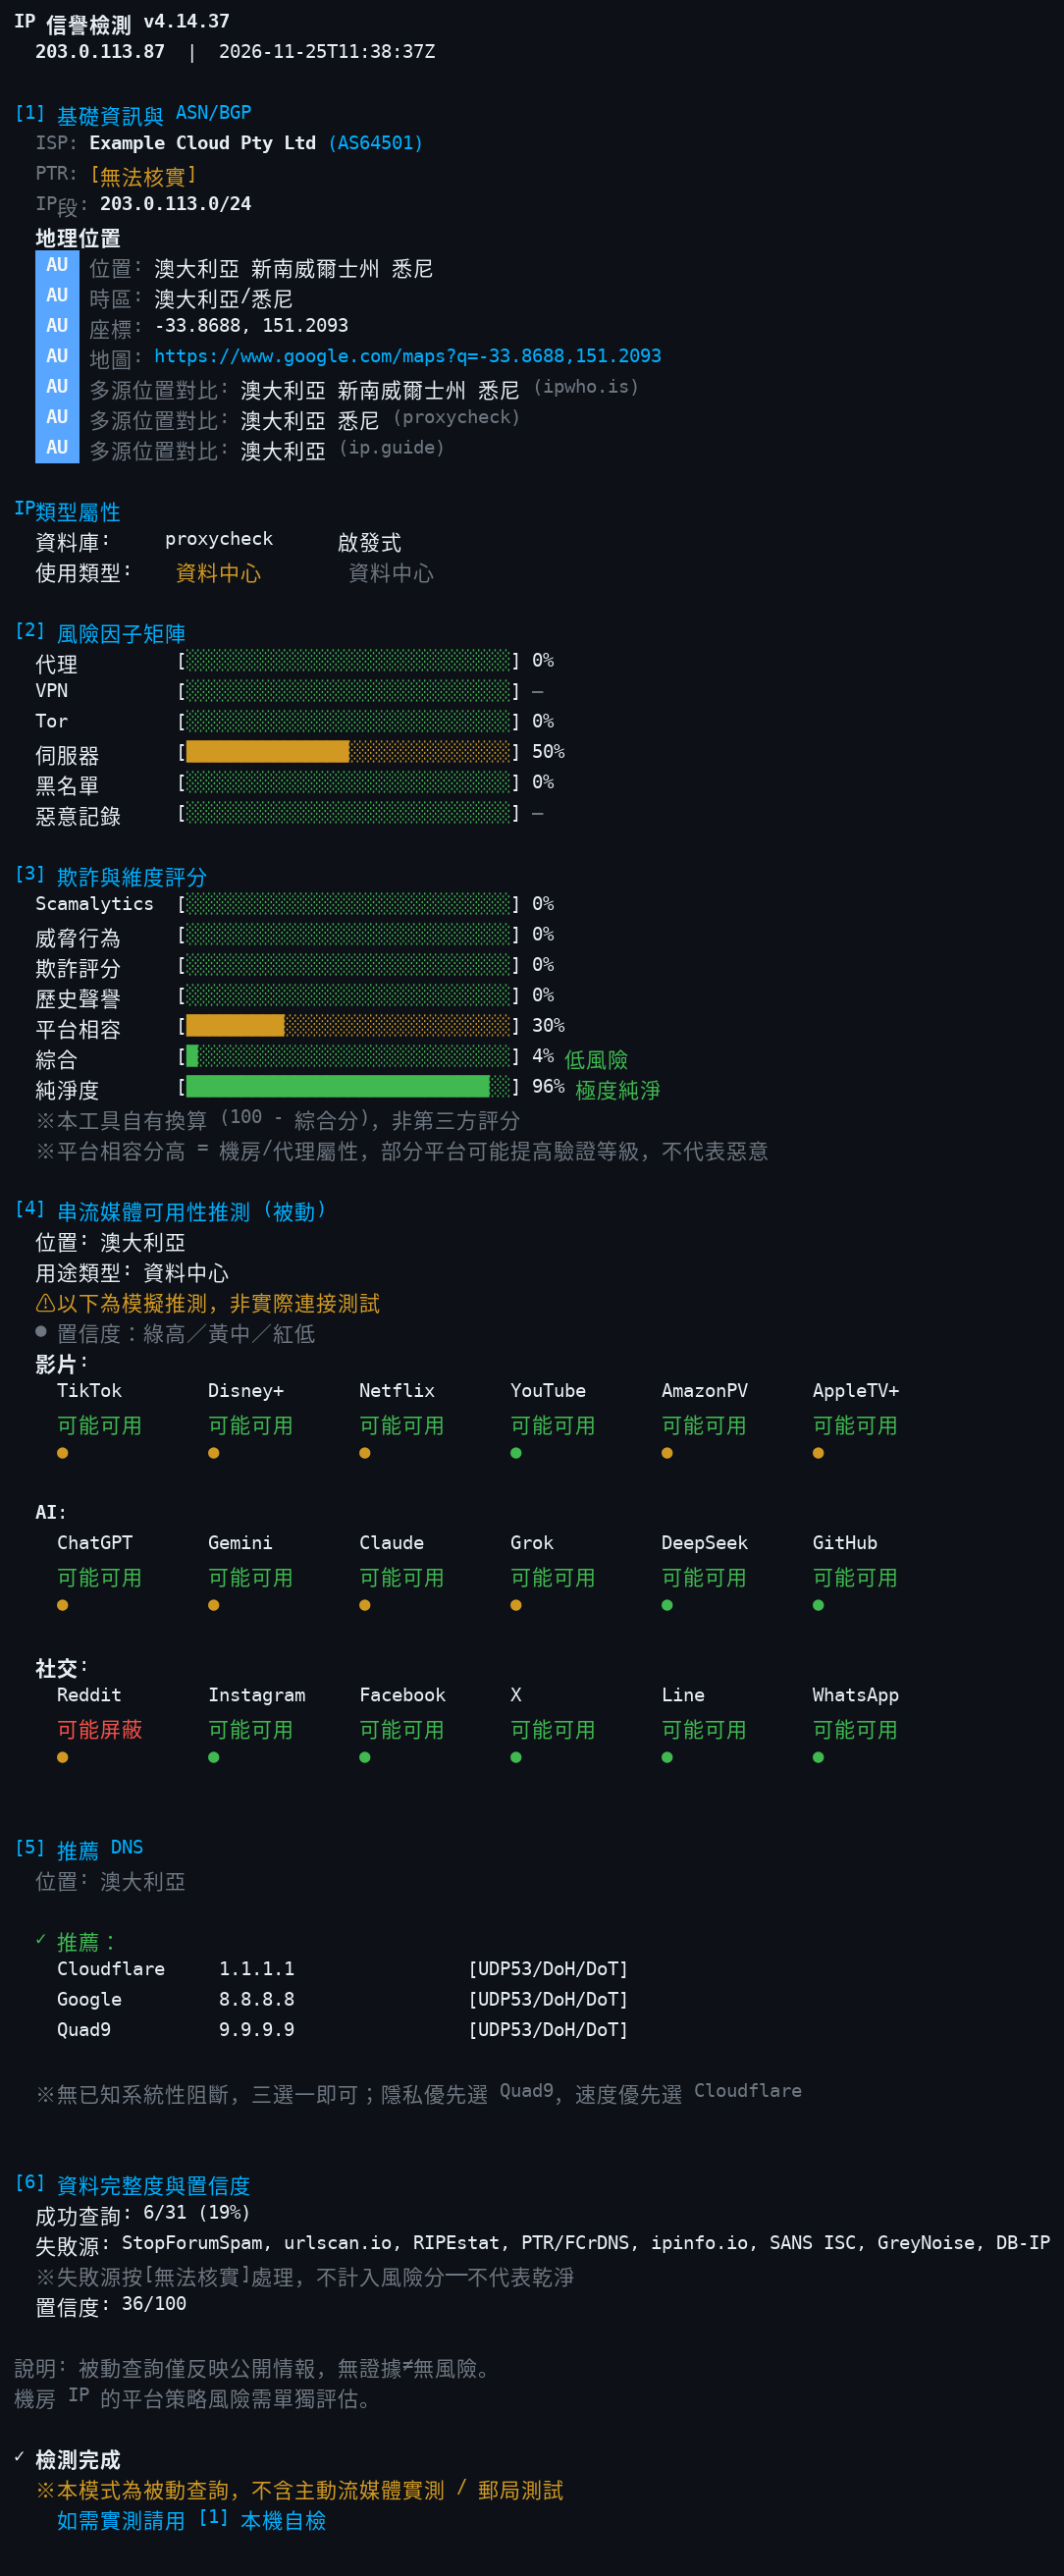 IP 信譽檢測 v4.14.37
203.0.113.87 | 2026-11-25T11:38:37Z
[1] 基礎資訊與 ASN/BGP
ISP: Example Cloud Pty Ltd (AS64501)
PTR: [無法核實]
IP段: 203.0.113.0/24
地理位置
AU 位置: 澳大利亞 新南威爾士州 悉尼
AU 時區: 澳大利亞/悉尼
AU 座標: -33.8688, 151.2093
AU 地圖: https://www.google.com/maps?q=-33.8688,151.2093
AU 多源位置對比: 澳大利亞 新南威爾士州 悉尼 (ipwho.is)
AU 多源位置對比: 澳大利亞 悉尼 (proxycheck)
AU 多源位置對比: 澳大利亞 (ip.guide)
IP類型屬性
資料庫: proxycheck 啟發式
使用類型: 資料中心 資料中心
[2] 風險因子矩陣
代理 [░░░░░░░░░░░░░░░░░░░░░░░░░░░░░░] 0%
VPN [░░░░░░░░░░░░░░░░░░░░░░░░░░░░░░] —
Tor [░░░░░░░░░░░░░░░░░░░░░░░░░░░░░░] 0%
伺服器 [███████████████░░░░░░░░░░░░░░░] 50%
黑名單 [░░░░░░░░░░░░░░░░░░░░░░░░░░░░░░] 0%
惡意記錄 [░░░░░░░░░░░░░░░░░░░░░░░░░░░░░░] —
[3] 欺詐與維度評分
Scamalytics [░░░░░░░░░░░░░░░░░░░░░░░░░░░░░░] 0%
威脅行為 [░░░░░░░░░░░░░░░░░░░░░░░░░░░░░░] 0%
欺詐評分 [░░░░░░░░░░░░░░░░░░░░░░░░░░░░░░] 0%
歷史聲譽 [░░░░░░░░░░░░░░░░░░░░░░░░░░░░░░] 0%
平台相容 [█████████░░░░░░░░░░░░░░░░░░░░░] 30%
綜合 [█░░░░░░░░░░░░░░░░░░░░░░░░░░░░░] 4% 低風險
純淨度 [████████████████████████████░░] 96% 極度純淨
※本工具自有換算 (100 - 綜合分), 非第三方評分
※平台相容分高 = 機房/代理屬性, 部分平台可能提高驗證等級, 不代表惡意
[4] 串流媒體可用性推測 (被動)
位置: 澳大利亞
用途類型: 資料中心
⚠以下為模擬推測, 非實際連接測試
● 置信度：綠高／黃中／紅低
影片:
TikTok Disney+ Netflix YouTube AmazonPV AppleTV+
可能可用 可能可用 可能可用 可能可用 可能可用 可能可用
● ● ● ● ● ●
AI:
ChatGPT Gemini Claude Grok DeepSeek GitHub
可能可用 可能可用 可能可用 可能可用 可能可用 可能可用
● ● ● ● ● ●
社交:
Reddit Instagram Facebook X Line WhatsApp
可能屏蔽 可能可用 可能可用 可能可用 可能可用 可能可用
● ● ● ● ● ●
[5] 推薦 DNS
位置: 澳大利亞
✓ 推薦：
Cloudflare 1.1.1.1 [UDP53/DoH/DoT]
Google 8.8.8.8 [UDP53/DoH/DoT]
Quad9 9.9.9.9 [UDP53/DoH/DoT]
※無已知系統性阻斷, 三選一即可；隱私優先選 Quad9, 速度優先選 Cloudflare
[6] 資料完整度與置信度
成功查詢: 6/31 (19%)
失敗源: StopForumSpam, urlscan.io, RIPEstat, PTR/FCrDNS, ipinfo.io, SANS ISC, GreyNoise, DB-IP
※失敗源按[無法核實]處理, 不計入風險分——不代表乾淨
置信度: 36/100
說明: 被動查詢僅反映公開情報, 無證據≠無風險。
機房 IP 的平台策略風險需單獨評估。
✓ 檢測完成
※本模式為被動查詢, 不含主動流媒體實測 / 郵局測試
如需實測請用 [1] 本機自檢